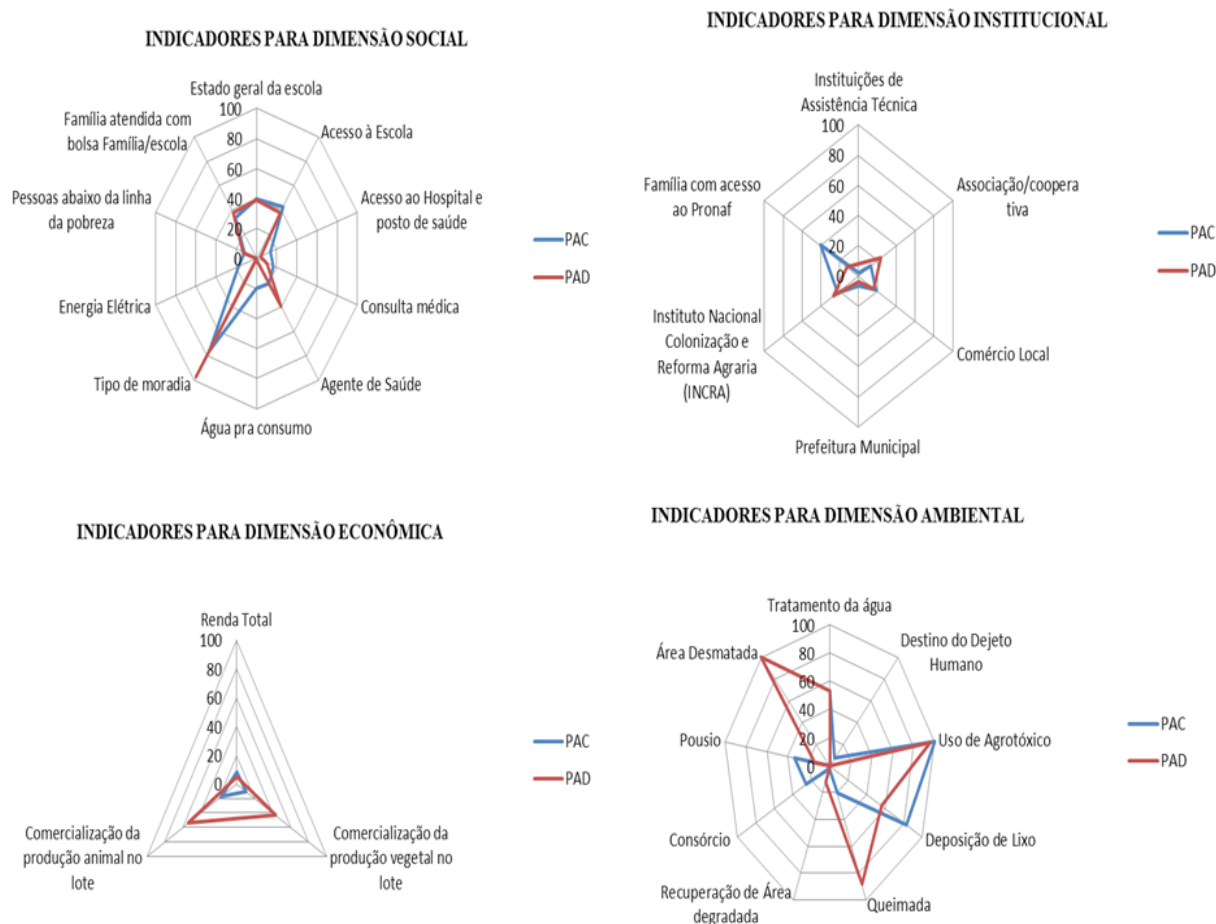 INDICADORES PARA DIMENSÃO SOCIAL
Estado geral da escola
Acesso à Escola
Acesso ao Hospital e
posto de saúde
Consulta médica
Agente de Saúde
Água pra consumo
Tipo de moradia
Energia Elétrica
Pessoas abaixo da linha
da pobreza
Família atendida com
bolsa Família/escola
100
80
60
40
20
0
PAC
PAD
INDICADORES PARA DIMENSÃO INSTITUCIONAL
Instituições de
Assistência Técnica
Associação/coopera
tiva
Comércio Local
Prefeitura Municipal
Instituto Nacional
Colonização e
Reforma Agraria
(INCRA)
Família com acesso
ao Pronaf
100
80
60
40
20
0
PAC
PAD
INDICADORES PARA DIMENSÃO ECONÔMICA
Renda Total
100
80
60
40
20
0
Comercialização da
produção vegetal no
lote
Comercialização da
produção animal no
lote
PAC
PAD
INDICADORES PARA DIMENSÃO AMBIENTAL
Tratamento da água
Destino do Dejeto
Humano
Uso de Agrotóxico
Deposição de Lixo
Queimada
Recuperação de Área
degradada
Consórcio
Pousio
Área Desmatada
100
80
60
40
20
0
PAC
PAD